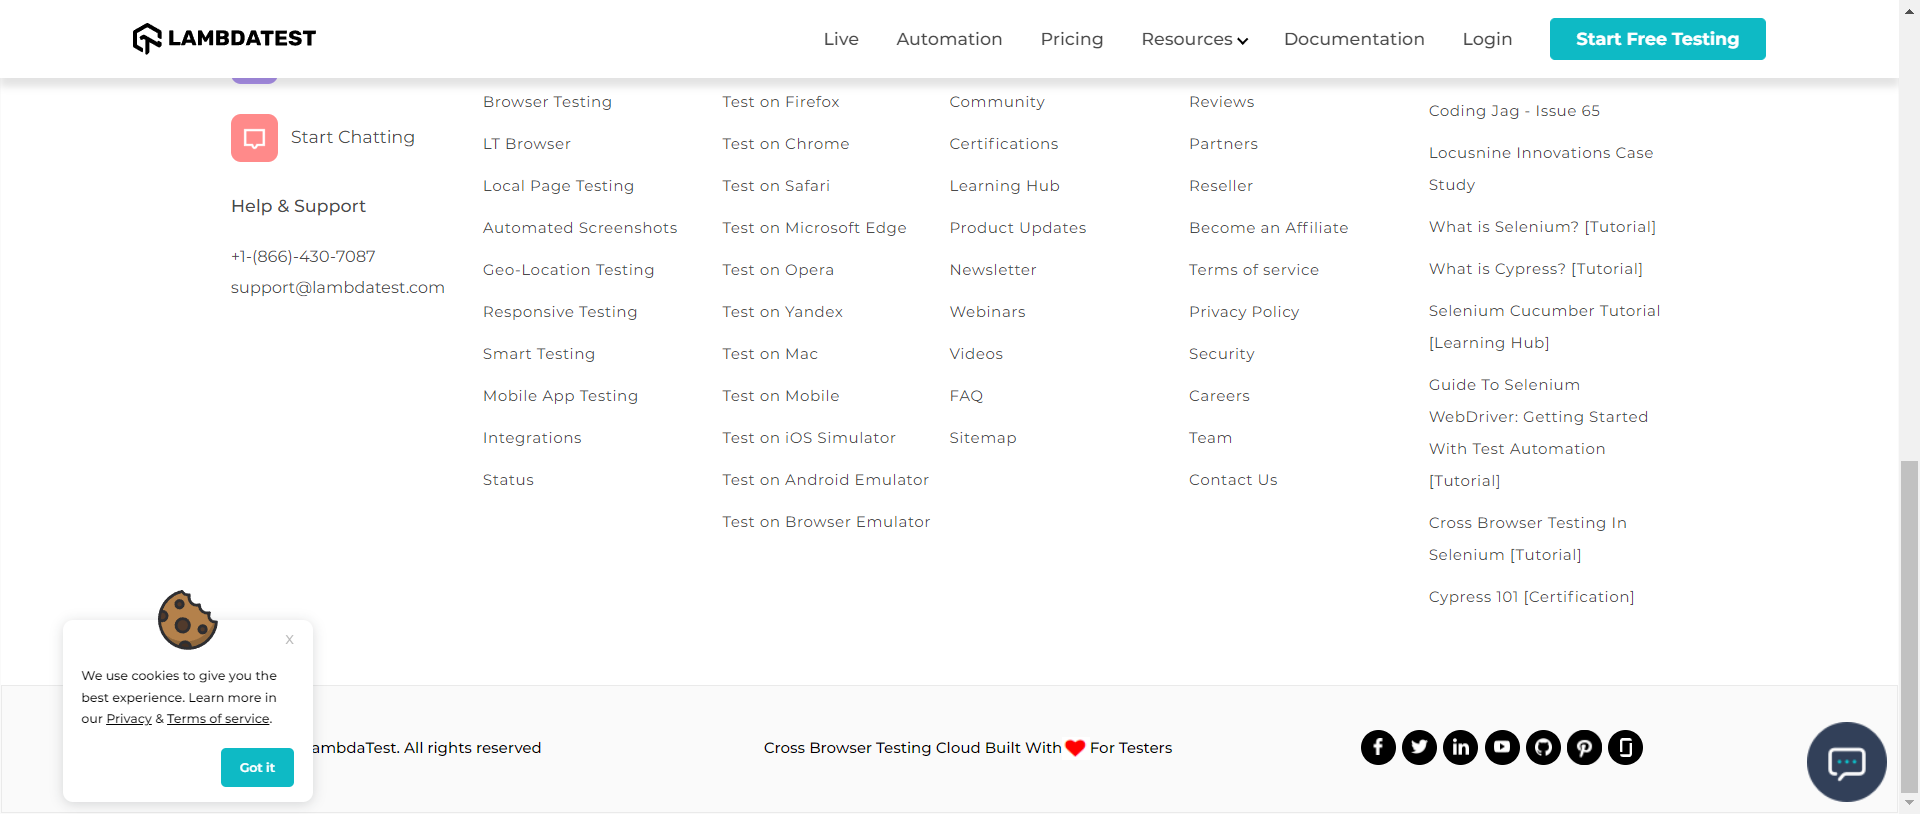 LAMBDATEST
Live
Automation
Pricing
Resources
Documentation
Login
Start Free Testing
Start Chatting
Help & Support
+1-(866)-430-7087
support@lambdatest.com
Browser Testing
LT Browser
Local Page Testing
Automated Screenshots
Geo-Location Testing
Responsive Testing
Smart Testing
Mobile App Testing
Integrations
Status
Test on Firefox
Test on Chrome
Test on Safari
Test on Microsoft Edge
Test on Opera
Test on Yandex
Test on Mac
Test on Mobile
Test on iOS Simulator
Test on Android Emulator
Test on Browser Emulator
Community
Certifications
Learning Hub
Product Updates
Newsletter
Webinars
Videos
FAQ
Sitemap
Reviews
Partners
Reseller
Become an Affiliate
Terms of service
Privacy Policy
Security
Careers
Team
Contact Us
Coding Jag - Issue 65
Locusnine Innovations Case
Study
What is Selenium? [Tutorial]
What is Cypress? [Tutorial]
Selenium Cucumber Tutorial
[Learning Hub]
Guide To Selenium
WebDriver: Getting Started
With Test Automation
[Tutorial]
Cross Browser Testing In
Selenium [Tutorial]
Cypress 101 [Certification]
X
We use cookies to give you the
best experience. Learn more in
our Privacy & Terms of service.
Got it
ambdaTest. All rights reserved
Cross Browser Testing Cloud Built With ❤ For Testers